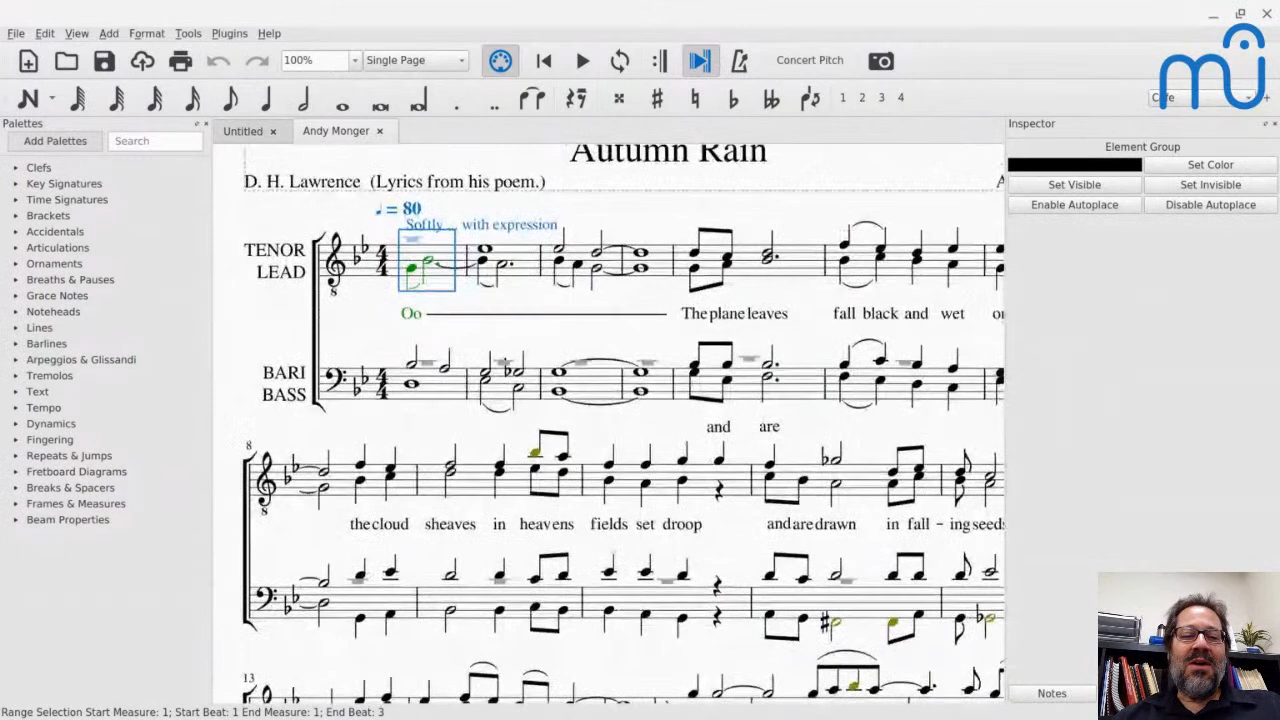 File Edit View Add Format Tools Plugins Help
100% Single Page Concert Pitch
1 2 3 4
Palettes
Untitled Andy Monger
Inspector
Add Palettes Search
Element Group
Set Color
Set Visible Set Invisible
Enable Autoplace Disable Autoplace
Clefs
Key Signatures
Time Signatures
Brackets
Accidentals
Articulations
Ornaments
Breaths & Pauses
Grace Notes
Noteheads
Lines
Barlines
Arpeggios & Glissandi
Tremolos
Text
Tempo
Dynamics
Fingering
Repeats & Jumps
Fretboard Diagrams
Breaks & Spacers
Frames & Measures
Beam Properties
Autumn Rain
D. H. Lawrence (Lyrics from his poem.)
= 80
Softly... with expression
TENOR
LEAD
8
Oo The plane leaves fall black and wet
BARI
BASS
and are
8
8
the cloud sheaves in heavens fields set droop and are drawn in fall - ing seeds
13
Notes
Range Selection Start Measure: 1; Start Beat: 1 End Measure: 1; End Beat: 3